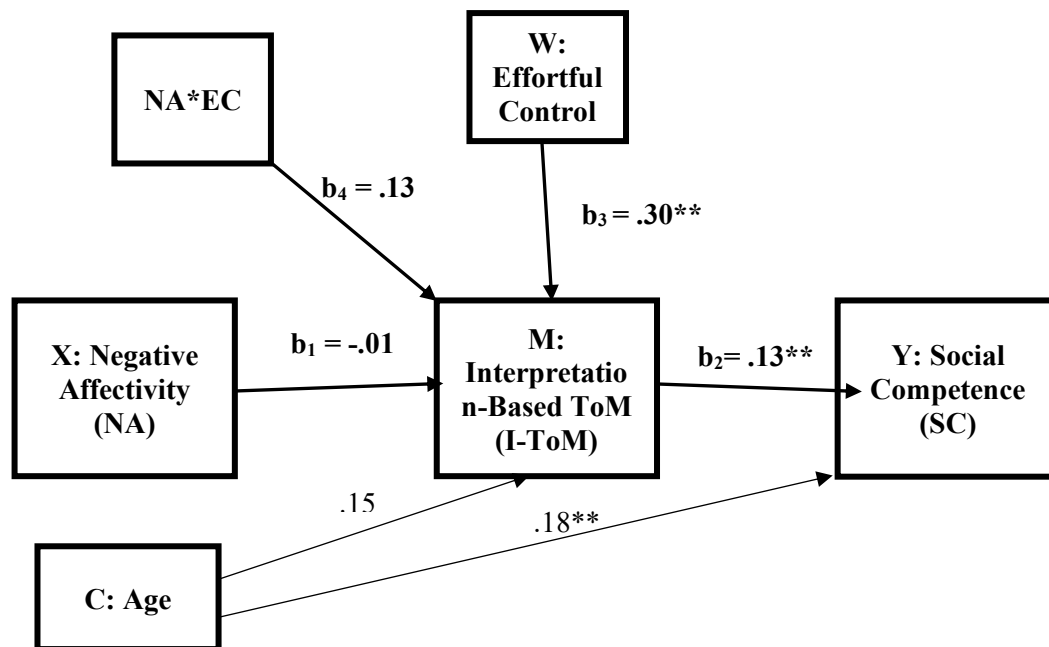 W:
Effortful
Control
NA*EC
b₄ = .13
b₃ = .30**
X: Negative
Affectivity
(NA)
b₁ = -.01
M:
Interpretatio
n-Based ToM
(I-ToM)
b₂= .13**
Y: Social
Competence
(SC)
.15
.18**
C: Age